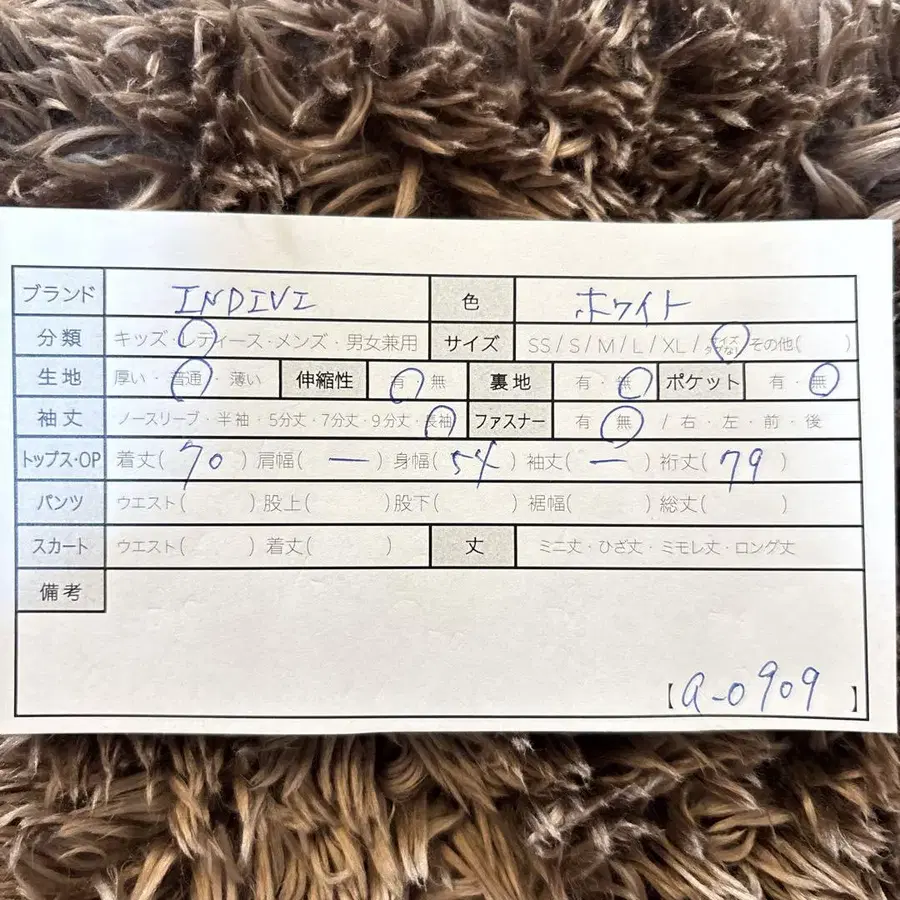 ブランド INDIVI 色 ホワイト
分類 キッズ・レディース・メンズ・男女兼用 サイズ SS/S/M/L/XL/サイズタグなし/その他( )
生地 厚い・普通・薄い 伸縮性 有・無 裏地 有・無 ポケット 有・無
袖丈 ノースリーブ・半袖・5分丈・7分丈・9分丈・長袖 ファスナー 有 無 /右・左・前・後
トップス・OP 着丈( 70 )肩幅( ー )身幅( 54 )袖丈( ー )裄丈( 79 )
パンツ ウエスト( )股上( )股下( )裾幅( )総丈( )
スカート ウエスト( )着丈( ) 丈 ミニ丈・ひざ丈・ミモレ丈・ロング丈
備考
【a-0909】